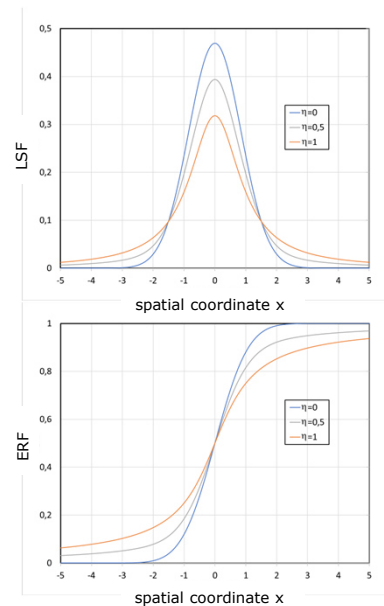 0,5
0,4
0,3
0,2
0,1
0
LSF
η=0
η=0,5
η=1
-5 -4 -3 -2 -1 0 1 2 3 4 5
spatial coordinate x
1
0,8
0,6
0,4
0,2
0
ERF
η=0
η=0,5
η=1
-5 -4 -3 -2 -1 0 1 2 3 4 5
spatial coordinate x